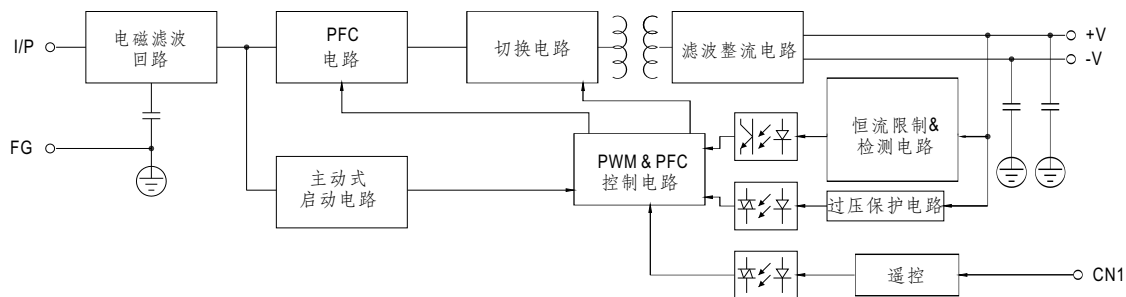 I/P
电磁滤波
回路
PFC
电路
切换电路
滤波整流电路
+V
-V
FG
主动式
启动电路
PWM & PFC
控制电路
恒流限制&
检测电路
过压保护电路
遥控
CN1